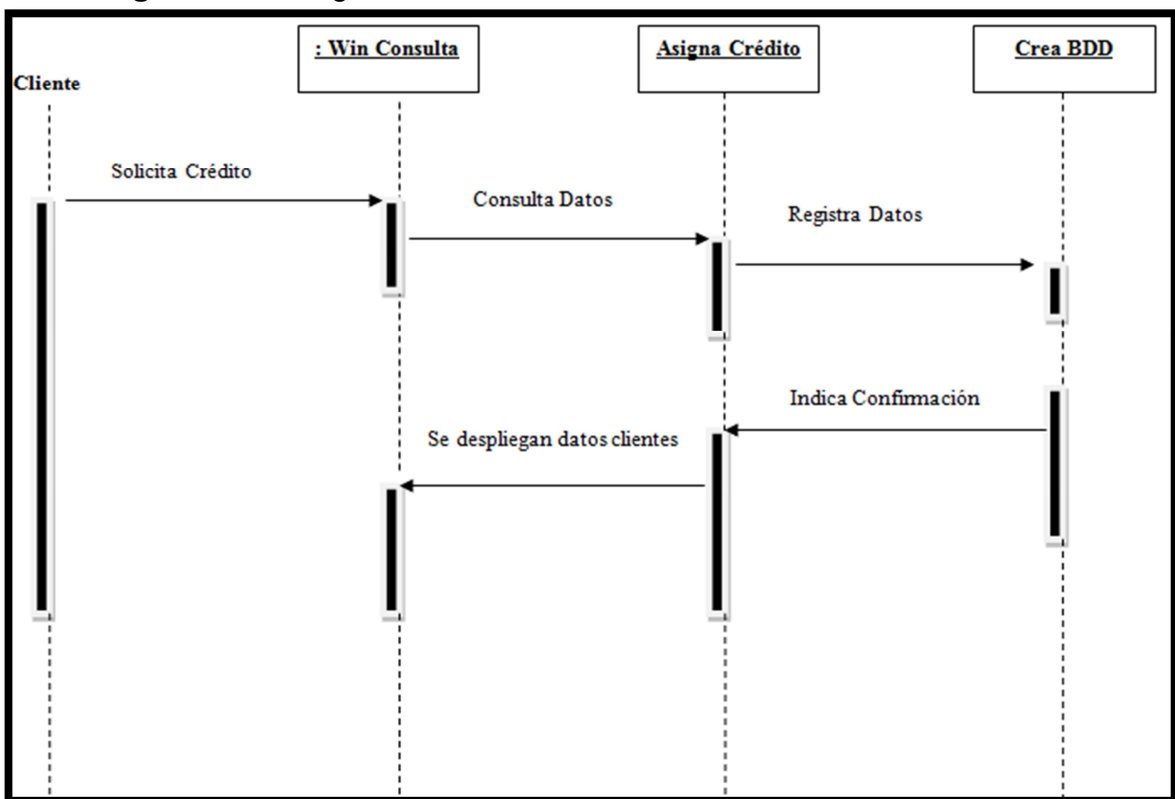 : Win Consulta
Asigna Crédito
Crea BDD
Cliente
Solicita Crédito
Consulta Datos
Registra Datos
Indica Confirmación
Se despliegan datos clientes